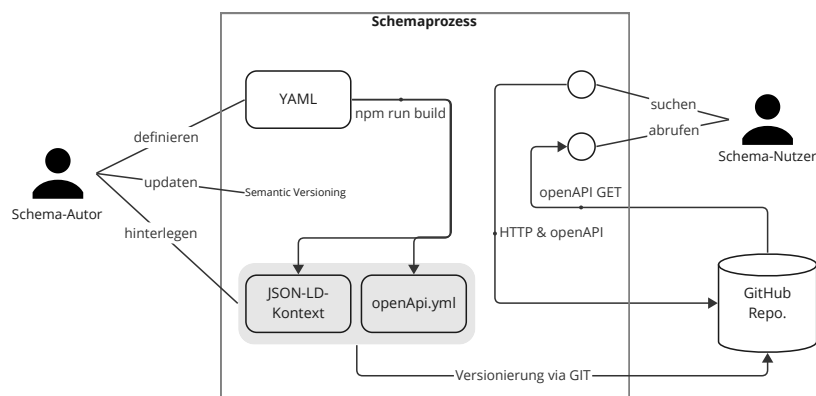 Schemaprozess
YAML
npm run build
suchen
abrufen
Schema-Nutzer
definieren
updaten
Semantic Versioning
openAPI GET
Schema-Autor
hinterlegen
HTTP & openAPI
JSON-LD-
Kontext
openApi.yml
GitHub
Repo.
Versionierung via GIT